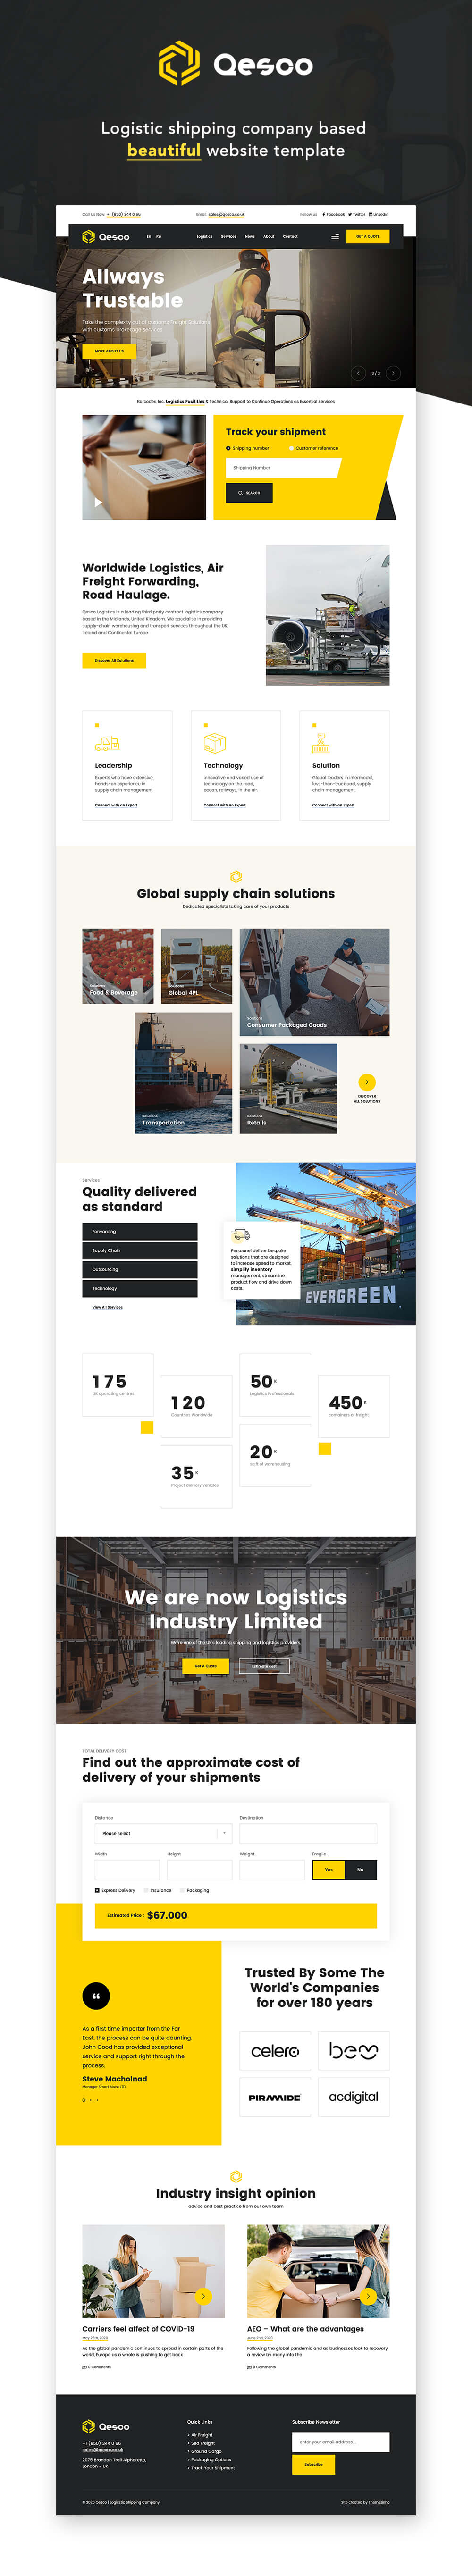 Qesco
Logistic shipping company based
beautiful website template
Call Us Now: +1 (850) 344 0 66
Email: sales@qesco.co.uk
Follow us
Facebook
Twitter
Linkedin
Qesco
En
Ru
Logistics
Services
News
About
Contact
GET A QUOTE
Allways
Trustable
Take the complexity out of customs Freight Solutions
with custome brokerage services
MORE ABOUT US
3 / 3
Barcodes, Inc. Logistics Facilities & Technical Support to Continue Operations as Essential Services
Track your shipment
Shipping number
Customer reference
Shipping Number
SEARCH
Worldwide Logistics, Air
Freight Forwarding,
Road Haulage.
Qesco Logistics is a leading third party contract logistics company
based in the Midlands, United Kingdom. We specialise in providing
supply-chain warehousing and transport services throughout the UK,
Ireland and Continental Europe.
Discover All Solutions
Leadership
Experts who have extensive,
hands-on experience in
supply chain management
Connect with an Expert
Technology
Innovative and varied use of
technology on the road,
ocean, railways, in the air.
Connect with an Expert
Solution
Global leaders in intermodal,
less-than-truckload, supply
chain management.
Connect with an Expert
Global supply chain solutions
Dedicated specialists taking care of your products
Solutions
Food & Beverage
Global 4PL
Solutions
Consumer Packaged Goods
Solutions
Transportation
Solutions
Retails
DISCOVER
ALL SOLUTIONS
Services
Quality delivered
as standard
Forwarding
Supply Chain
Outsourcing
Technology
View All Services
Personnel deliver bespoke
solutions that are designed
to increase speed to market,
simplify inventory
management, streamline
product flow and drive down
costs.
EVERGREEN
175
UK operating centres
120
Countries Worldwide
50 K
Logistics Professionals
450 K
containers of freight
35 K
Project delivery vehicles
20 K
sq.ft of warehousing
We are now Logistics
Industry Limited
we're one of the UK's leading shipping and logistics providers.
Get A Quote
TOTAL DELIVERY COST
Find out the approximate cost of
delivery of your shipments
Distance
Please select
Destination
Width
Height
Weight
Fragile
Yes
No
Express Delivery
Insurance
Packaging
Estimated Price : $67.000
As a first time importer from the Far
East, the process can be quite daunting.
John Good has provided exceptional
service and support right through the
process.
Steve Macholnad
Manager Smart Move LTD.
Trusted By Some The
World's Companies
for over 180 years
celero
bem
PIRAMIDE
acdigital
Industry insight opinion
advice and best practice from our own team
Carriers feel affect of COVID-19
As the global pandemic continues to spread in certain parts of the
world, Europe as a whole is pushing to get back
0 Comments
AEO – What are the advantages
Following the global pandemic and as businesses look to recovery
a review by many into the
0 Comments
Qesco
+1 (850) 344 0 66
sales@qesco.co.uk
2075 Brandon Trail Alpharetta,
London - UK
Quick Links
Air Freight
Sea Freight
Ground Cargo
Packaging Options
Track Your Shipment
Subscribe Newsletter
enter your email address...
Subscribe
© 2020 Qesco | Logicstic Shipping Company
Site created by Themezinho